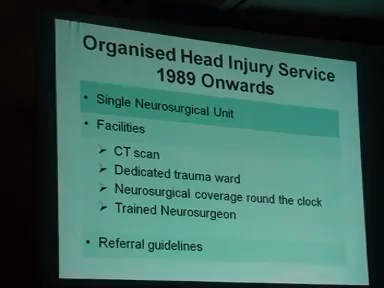 Organised Head Injury Service
1989 Onwards
• Single Neurosurgical Unit
• Facilities
➢ CT scan
➢ Dedicated trauma ward
➢ Neurosurgical coverage round the clock
➢ Trained Neurosurgeon
• Referral guidelines